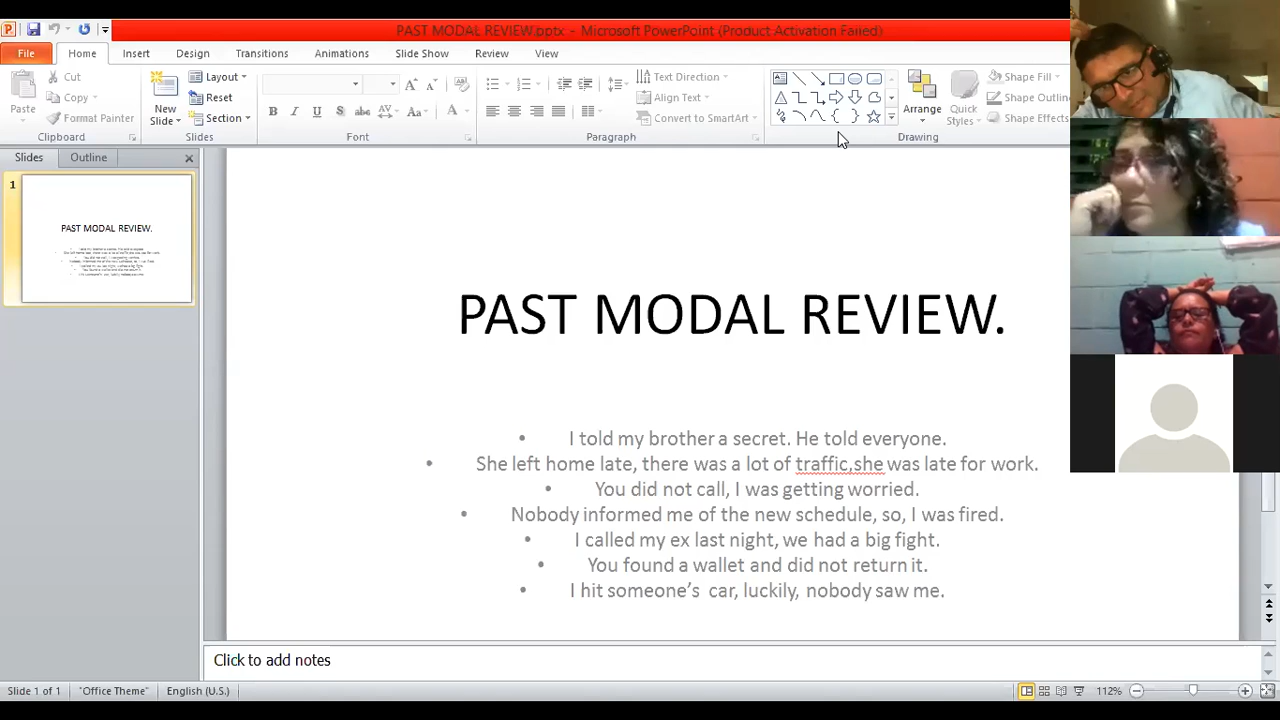 PAST MODAL REVIEW.pptx - Microsoft PowerPoint (Product Activation Failed)
File Home Insert Design Transitions Animations Slide Show Review View
Paste
Cut
Copy
Format Painter
Clipboard
New Slide
Layout
Reset
Section
Slides
B I U S abc AV Aa A
Font
Text Direction
Align Text
Convert to SmartArt
Paragraph
Arrange
Quick Styles
Shape Fill
Shape Outlin
Shape Effects
Drawing
Slides Outline
1
PAST MODAL REVIEW.
PAST MODAL REVIEW.
• I told my brother a secret. He told everyone.
• She left home late, there was a lot of traffic,she was late for work.
• You did not call, I was getting worried.
• Nobody informed me of the new schedule, so, I was fired.
• I called my ex last night, we had a big fight.
• You found a wallet and did not return it.
• I hit someone’s  car, luckily, nobody saw me.
Click to add notes
Slide 1 of 1 "Office Theme" English (U.S.) 112%